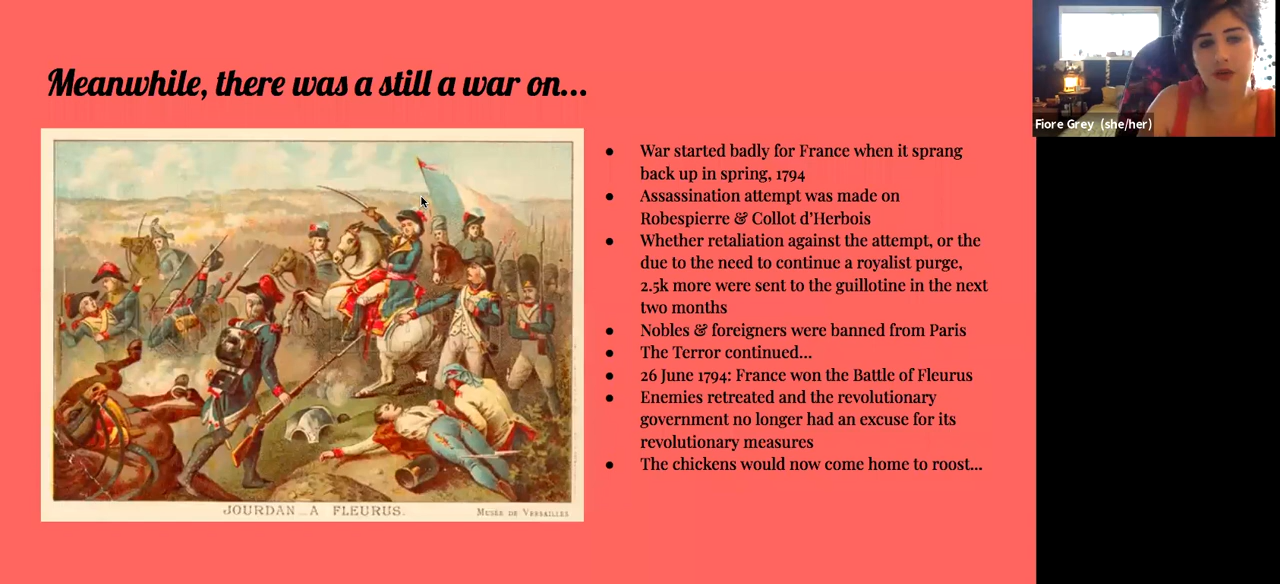 Meanwhile, there was a still a war on...
Fiore Grey (she/her)
● War started badly for France when it sprang
back up in spring, 1794
● Assassination attempt was made on
Robespierre & Collot d'Herbois
● Whether retaliation against the attempt, or the
due to the need to continue a royalist purge,
2.5k more were sent to the guillotine in the next
two months
● Nobles & foreigners were banned from Paris
● The Terror continued...
● 26 June 1794: France won the Battle of Fleurus
● Enemies retreated and the revolutionary
government no longer had an excuse for its
revolutionary measures
● The chickens would now come home to roost...
JOURDAN _ A FLEURUS.
MUSÉE DE VERSAILLES